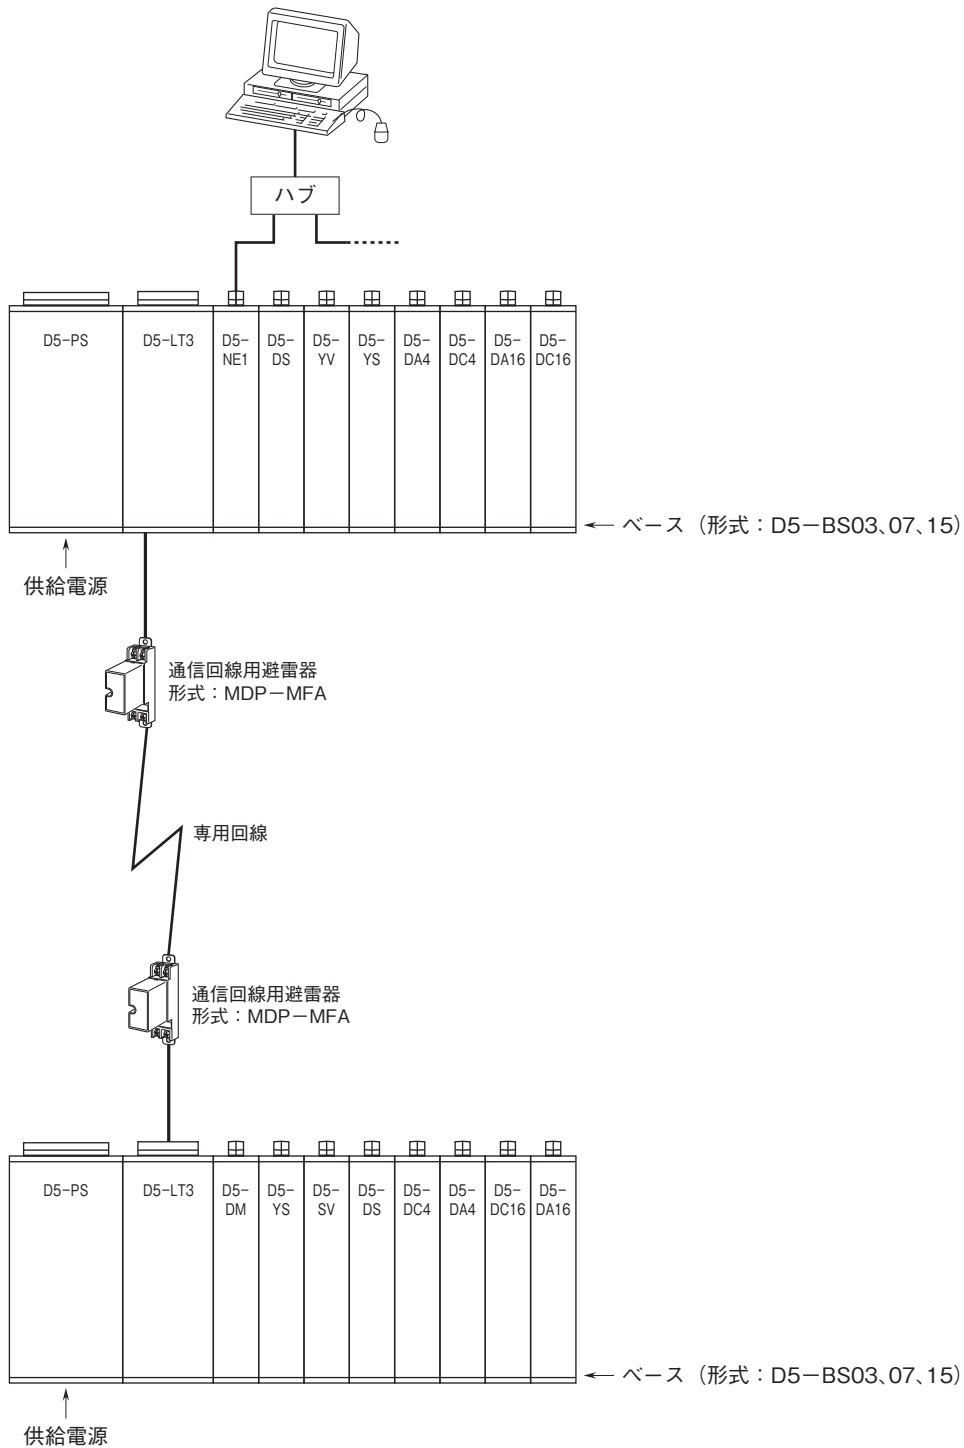 ハブ
D5-PS
D5-LT3
D5-
NE1
D5-
DS
D5-
YV
D5-
YS
D5-
DA4
D5-
DC4
D5-
DA16
D5-
DC16
ベース（形式：D5－BS03、07、15）
供給電源
通信回線用避雷器
形式：MDP－MFA
専用回線
通信回線用避雷器
形式：MDP－MFA
D5-PS
D5-LT3
D5-
DM
D5-
YS
D5-
SV
D5-
DS
D5-
DC4
D5-
DA4
D5-
DC16
D5-
DA16
ベース（形式：D5－BS03、07、15）
供給電源